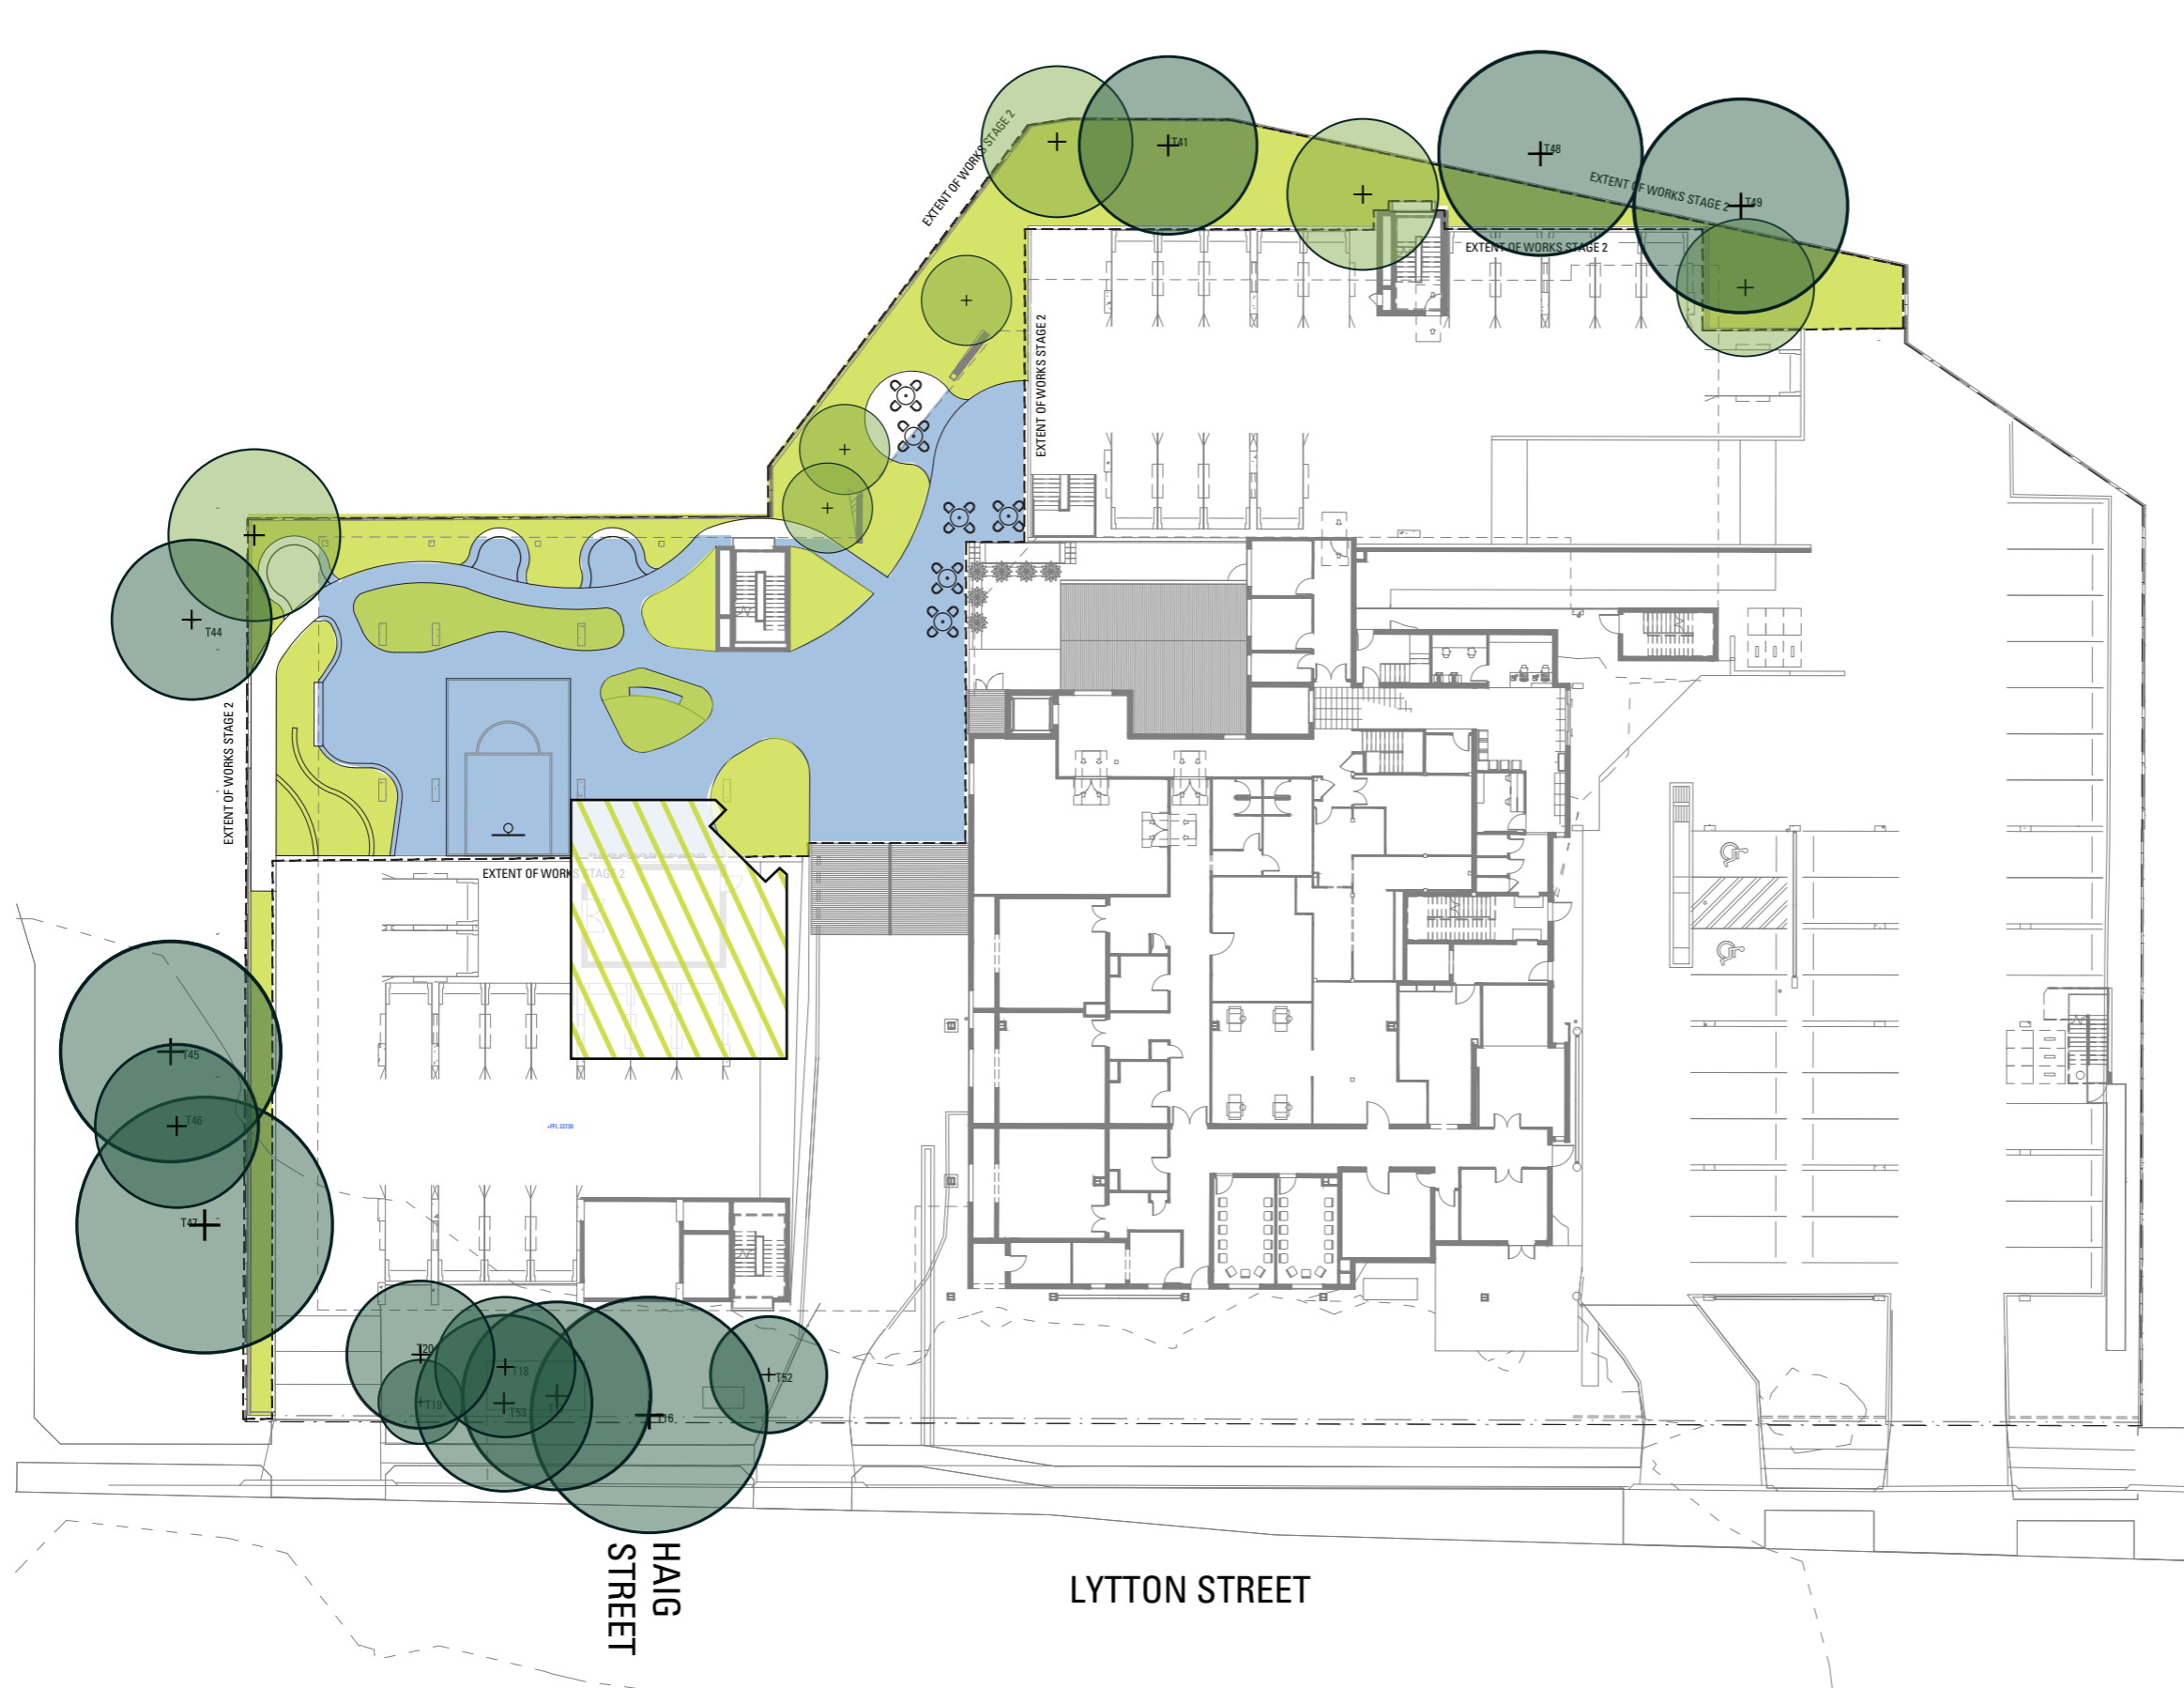 EXTENT OF WORKS STAGE 2
T41
T48
EXTENT OF WORKS STAGE 2
T49
EXTENT OF WORKS STAGE 2
EXTENT OF WORKS STAGE 2
T44
EXTENT OF WORKS STAGE 2
EXTENT OF WORKS STAGE 2
T45
T46
+FFL 22730
T47
T20
T18
T52
T19
T53
T16
HAIG
STREET
LYTTON STREET